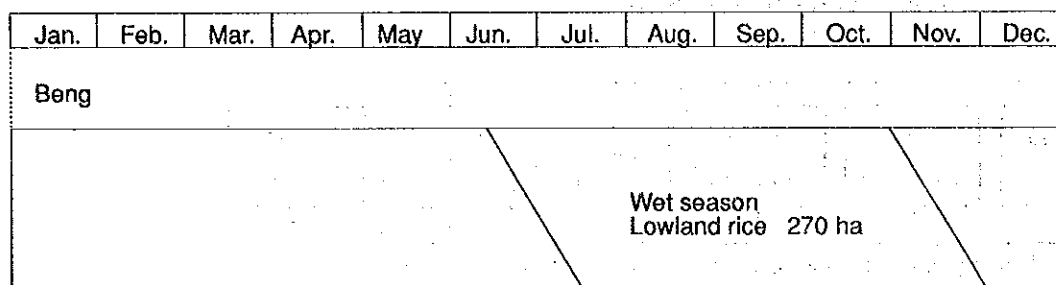 Jan. Feb. Mar. Apr. May Jun. Jul. Aug. Sep. Oct. Nov. Dec.
Beng
Wet season
Lowland rice 270 ha